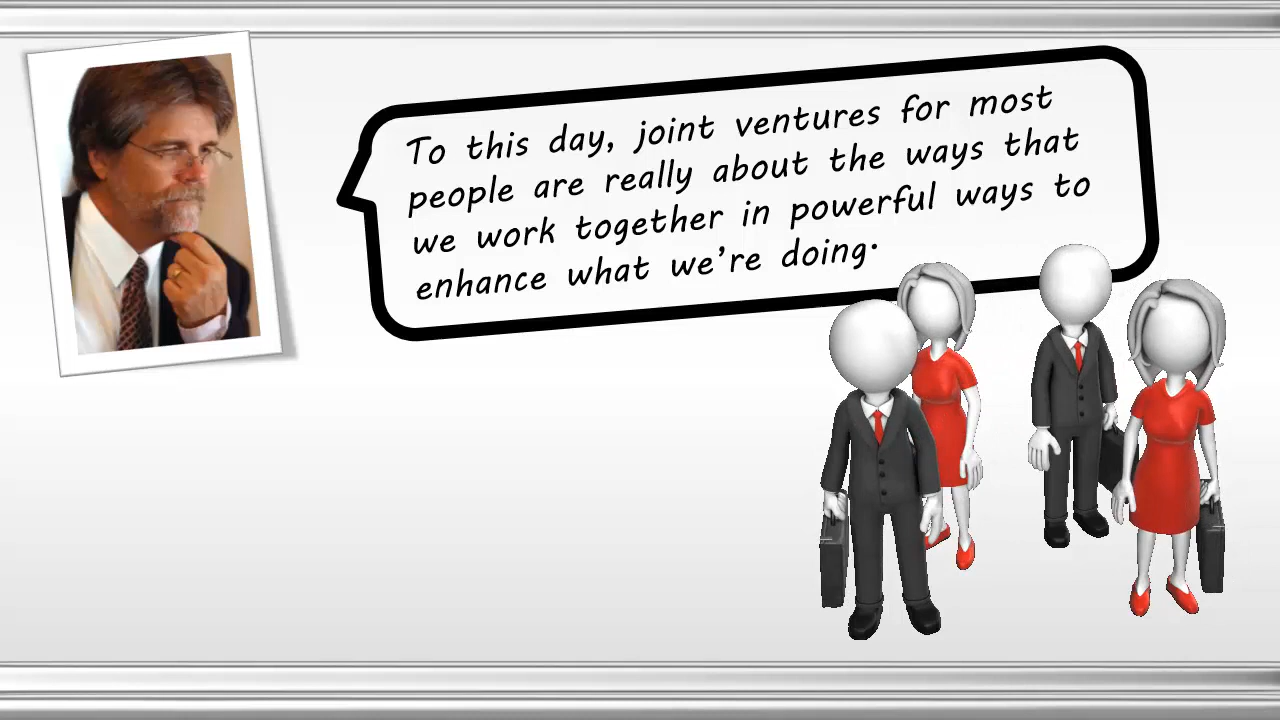 To this day, joint ventures for most
people are really about the ways that
we work together in powerful ways to
enhance what we're doing.